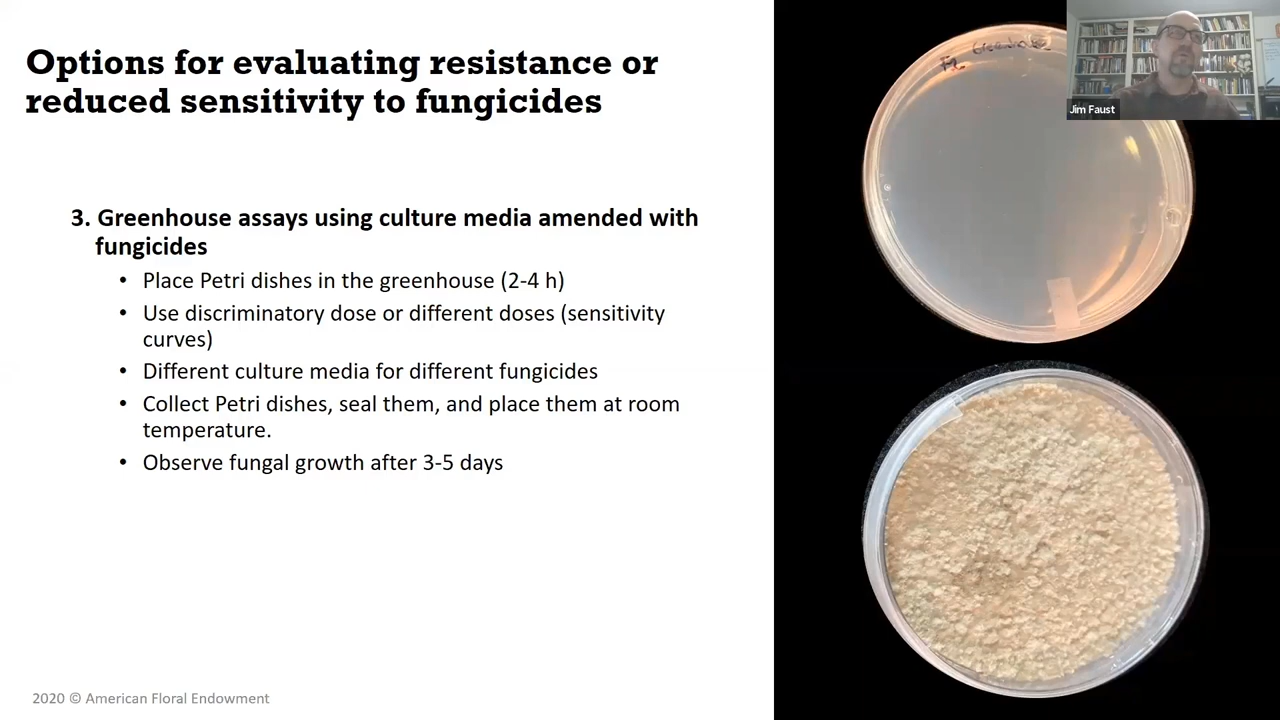 Options for evaluating resistance or
reduced sensitivity to fungicides
3. Greenhouse assays using culture media amended with
fungicides
• Place Petri dishes in the greenhouse (2-4 h)
• Use discriminatory dose or different doses (sensitivity
curves)
• Different culture media for different fungicides
• Collect Petri dishes, seal them, and place them at room
temperature.
• Observe fungal growth after 3-5 days
2020 © American Floral Endowment
Jim Faust